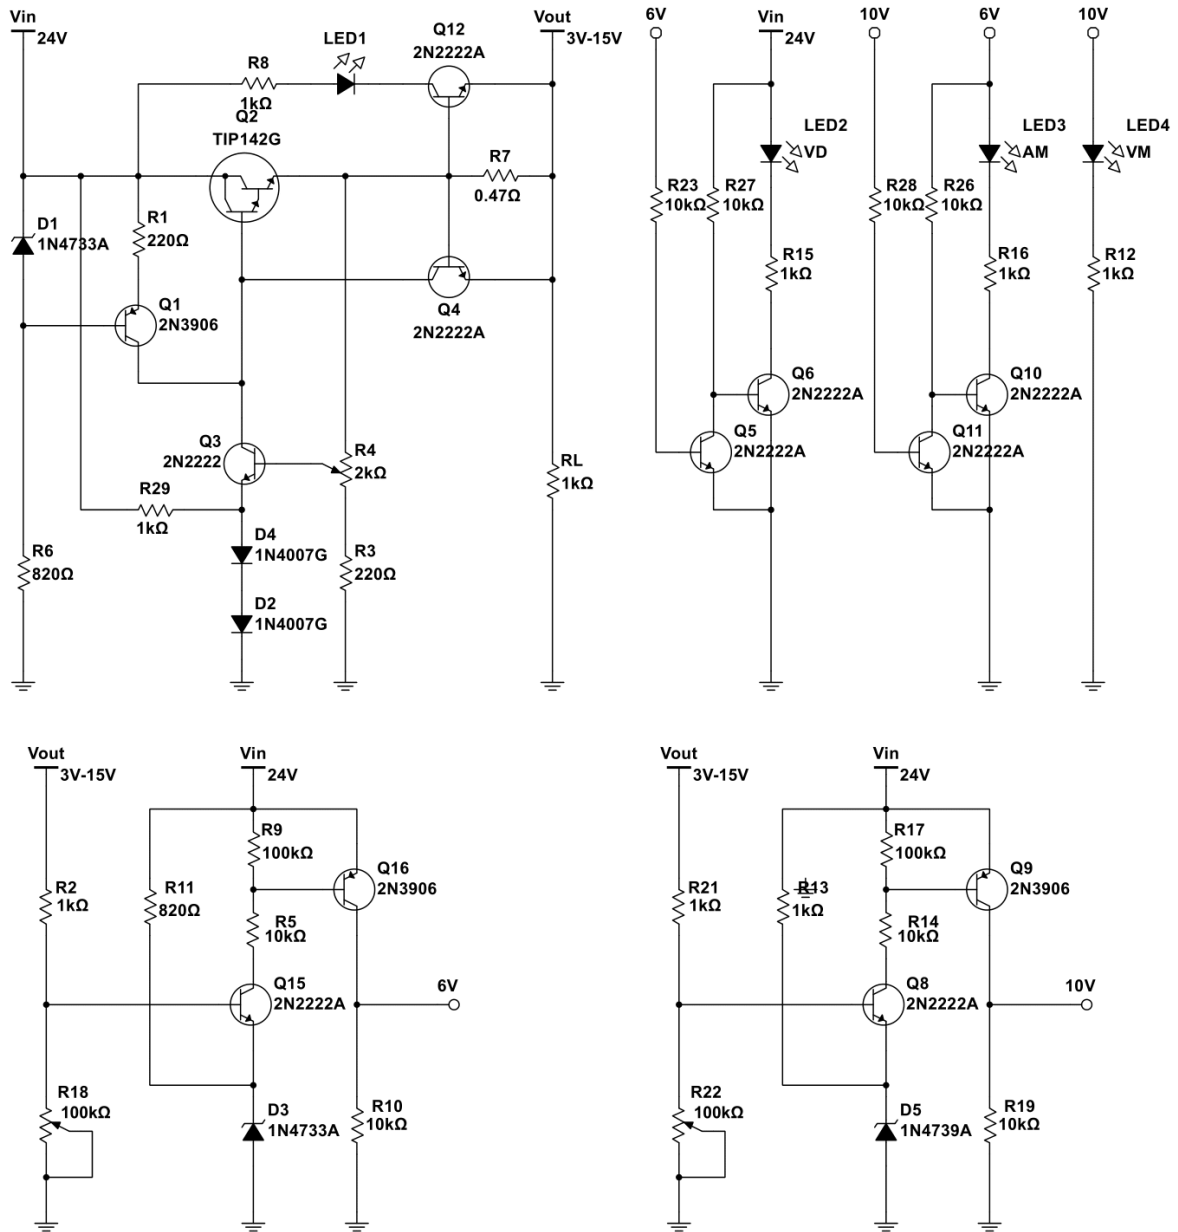 Vin
24V
R8
1kΩ
LED1
Q12
2N2222A
Vout
3V-15V
Q2
TIP142G
R7
0.47Ω
D1
1N4733A
R1
220Ω
Q1
2N3906
Q4
2N2222A
Q3
2N2222
R4
2kΩ
RL
1kΩ
R29
1kΩ
D4
1N4007G
R6
820Ω
R3
220Ω
D2
1N4007G
6V
Vin
24V
LED2
VD
R23
10kΩ
R27
10kΩ
R15
1kΩ
Q6
2N2222A
Q5
2N2222A
10V
6V
10V
LED3
AM
LED4
VM
R28
10kΩ
R26
10kΩ
R16
1kΩ
R12
1kΩ
Q10
2N2222A
Q11
2N2222A
Vout
3V-15V
Vin
24V
R9
100kΩ
R2
1kΩ
R11
820Ω
Q16
2N3906
R5
10kΩ
Q15
2N2222A
6V
R18
100kΩ
D3
1N4733A
R10
10kΩ
Vout
3V-15V
Vin
24V
R17
100kΩ
R21
1kΩ
R13
1kΩ
Q9
2N3906
R14
10kΩ
Q8
2N2222A
10V
R22
100kΩ
D5
1N4739A
R19
10kΩ